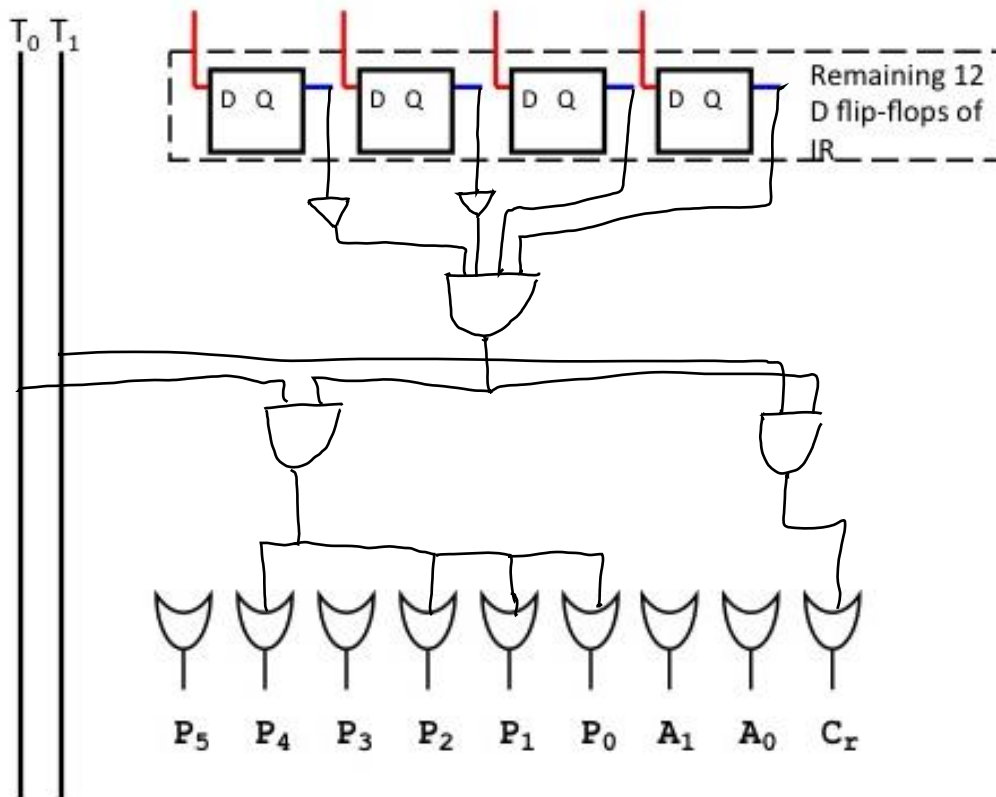 T₀ T₁
D Q
D Q
D Q
D Q
Remaining 12
D flip-flops of
IR
P₅ P₄ P₃ P₂ P₁ P₀ A₁ A₀ Cᵣ